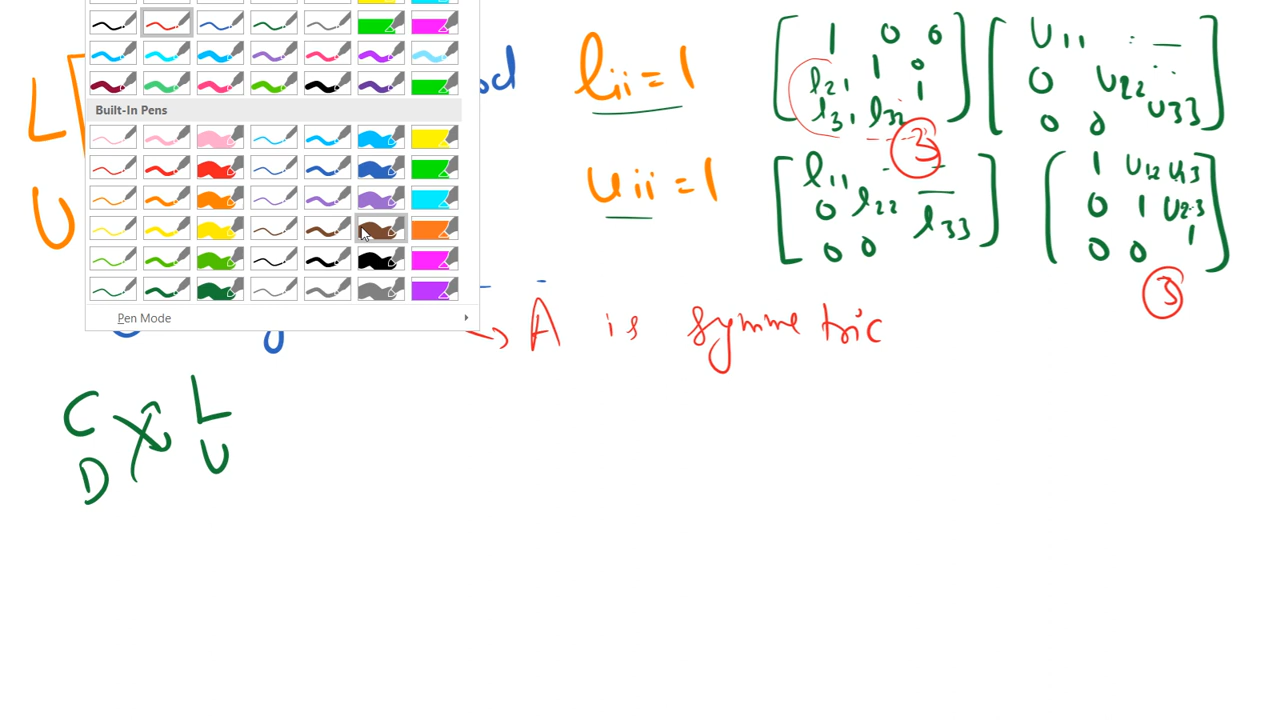 Built-In Pens
Pen Mode
L
U
od
lii = 1
uii = 1
1 0 0
l21 1 0
l31 l32 1
3
U11 : —
0 U22 ..
0 0 U33
l11 - —
0 l22 —
0 0 l33
1 U12 U13
0 1 U23
0 0 1
3
→ A is symmetric
C L
D U